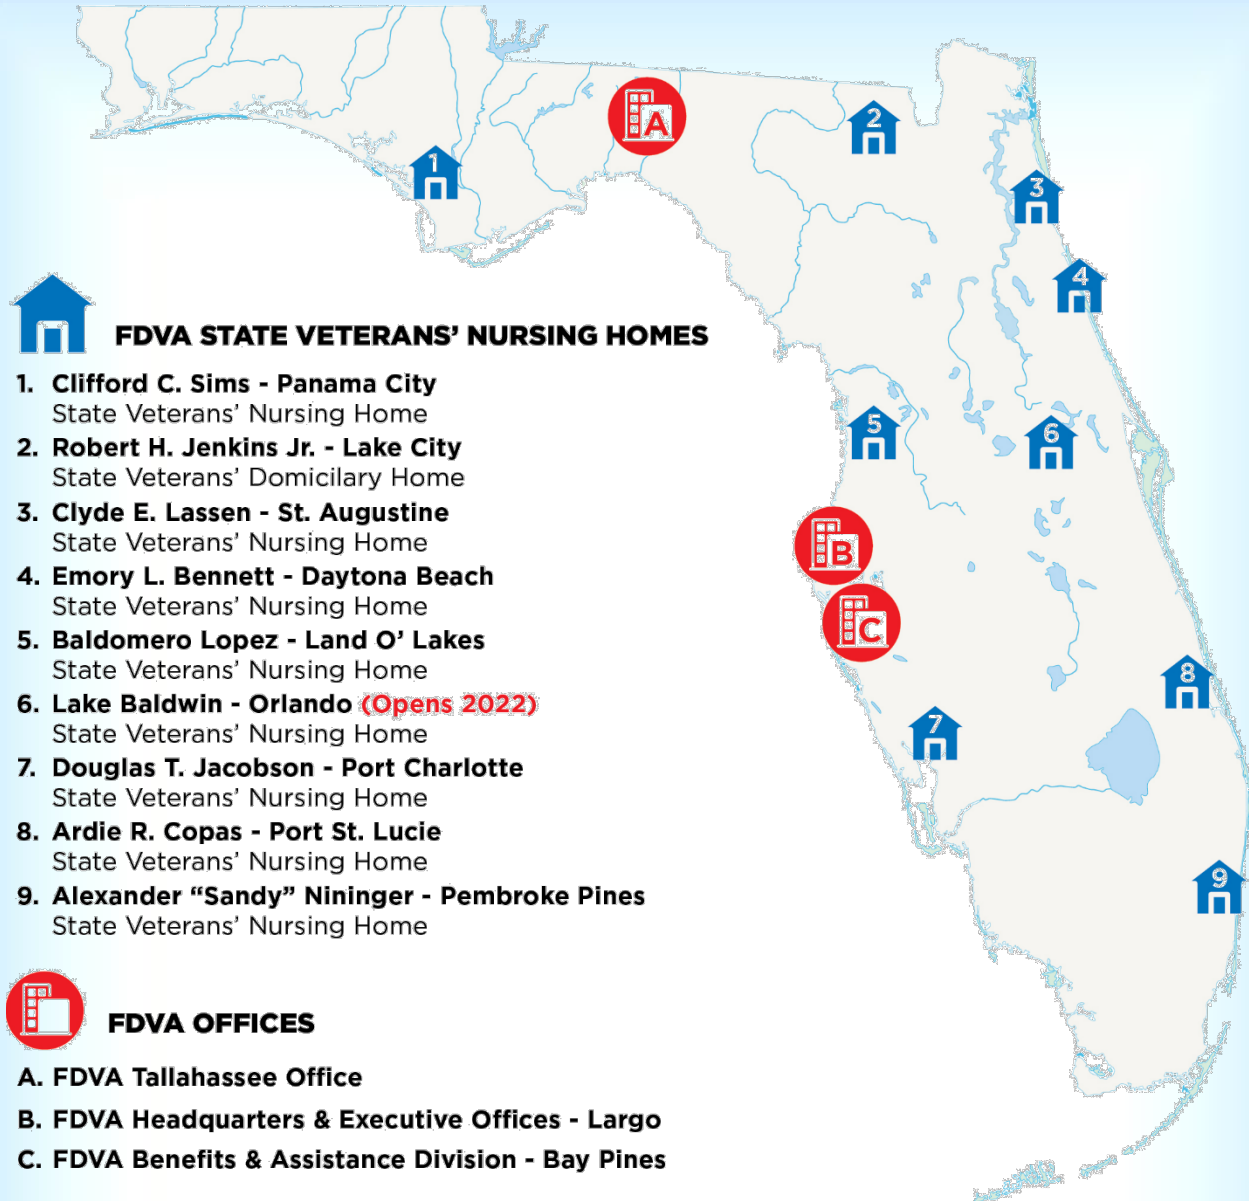 FDVA STATE VETERANS’ NURSING HOMES
1. Clifford C. Sims - Panama City
State Veterans’ Nursing Home
2. Robert H. Jenkins Jr. - Lake City
State Veterans’ Domicilary Home
3. Clyde E. Lassen - St. Augustine
State Veterans’ Nursing Home
4. Emory L. Bennett - Daytona Beach
State Veterans’ Nursing Home
5. Baldomero Lopez - Land O’ Lakes
State Veterans’ Nursing Home
6. Lake Baldwin - Orlando (Opens 2022)
State Veterans’ Nursing Home
7. Douglas T. Jacobson - Port Charlotte
State Veterans’ Nursing Home
8. Ardie R. Copas - Port St. Lucie
State Veterans’ Nursing Home
9. Alexander “Sandy” Nininger - Pembroke Pines
State Veterans’ Nursing Home
FDVA OFFICES
A. FDVA Tallahassee Office
B. FDVA Headquarters & Executive Offices - Largo
C. FDVA Benefits & Assistance Division - Bay Pines
A
2
1
3
4
5
6
B
C
8
7
9